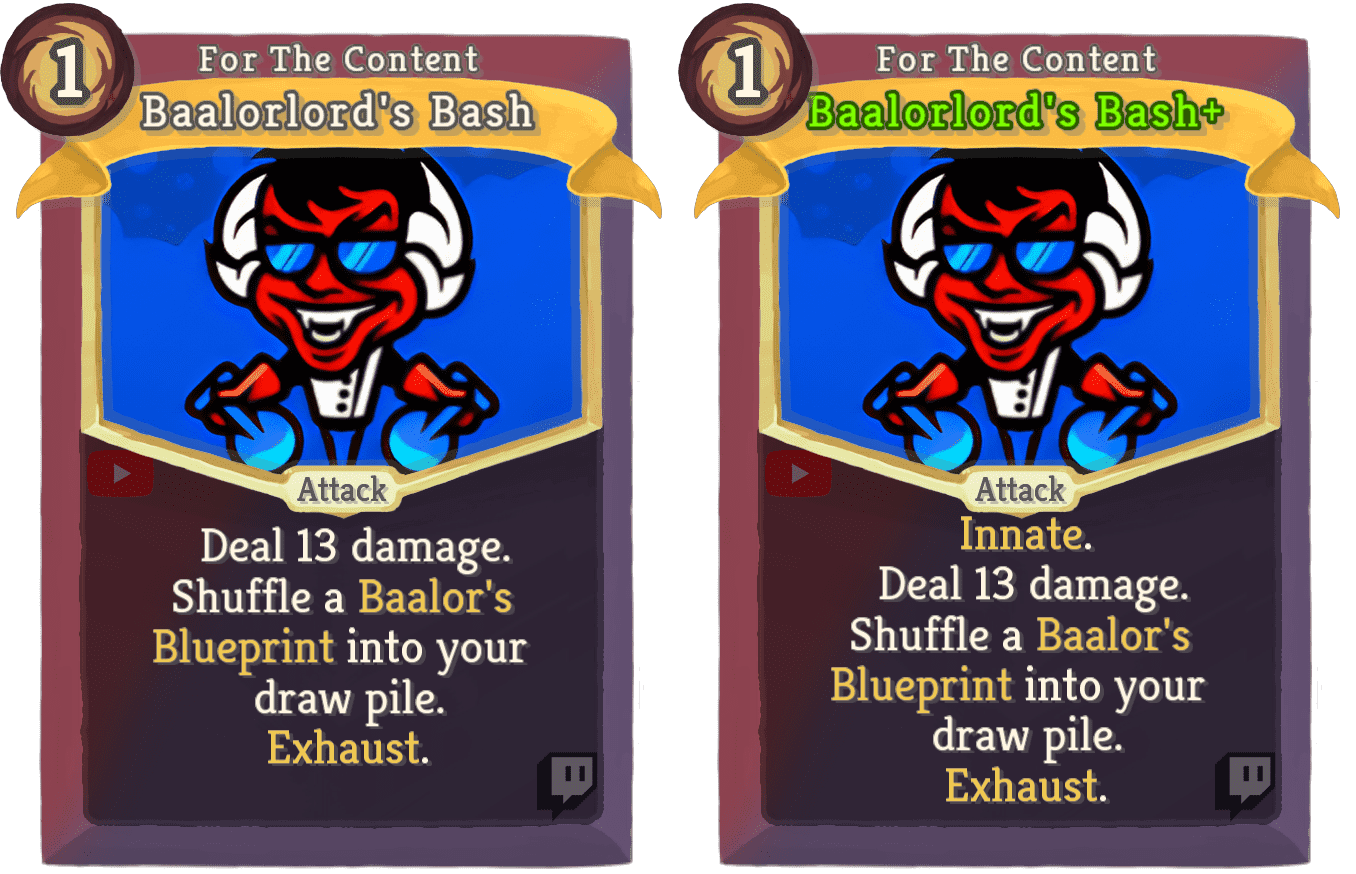 1
For The Content
Baalorlord's Bash
Attack
Deal 13 damage.
Shuffle a Baalor's
Blueprint into your
draw pile.
Exhaust.
1
For The Content
Baalorlord's Bash+
Attack
Innate.
Deal 13 damage.
Shuffle a Baalor's
Blueprint into your
draw pile.
Exhaust.